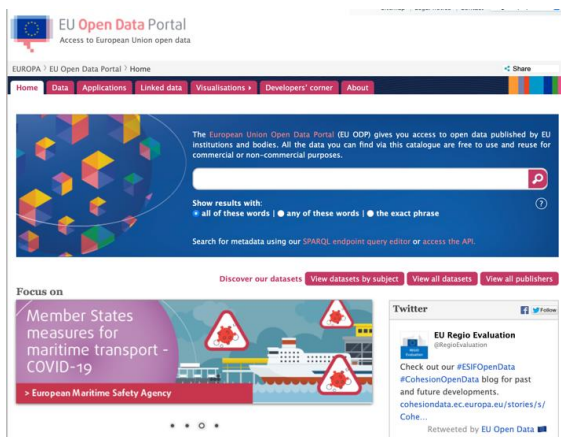 EU Open Data Portal
Access to European Union open data
EUROPA > EU Open Data Portal > Home
Share
Home Data Applications Linked data Visualisations Developers' corner About
The European Union Open Data Portal (EU ODP) gives you access to open data published by EU
institutions and bodies. All the data you can find via this catalogue are free to use and reuse for
commercial or non-commercial purposes.
Show results with:
all of these words | any of these words | the exact phrase
?
Search for metadata using our SPARQL endpoint query editor or access the API.
Discover our datasets View datasets by subject View all datasets View all publishers
Focus on
Member States
measures for
maritime transport -
COVID-19
> European Maritime Safety Agency
Twitter
Follow
EU Regio Evaluation
@RegioEvaluation
Check out our #ESIFOpenData
#CohesionOpenData blog for past
and future developments.
cohesiondata.ec.europa.eu/stories/s/
Cohe...
Retweeted by EU Open Data